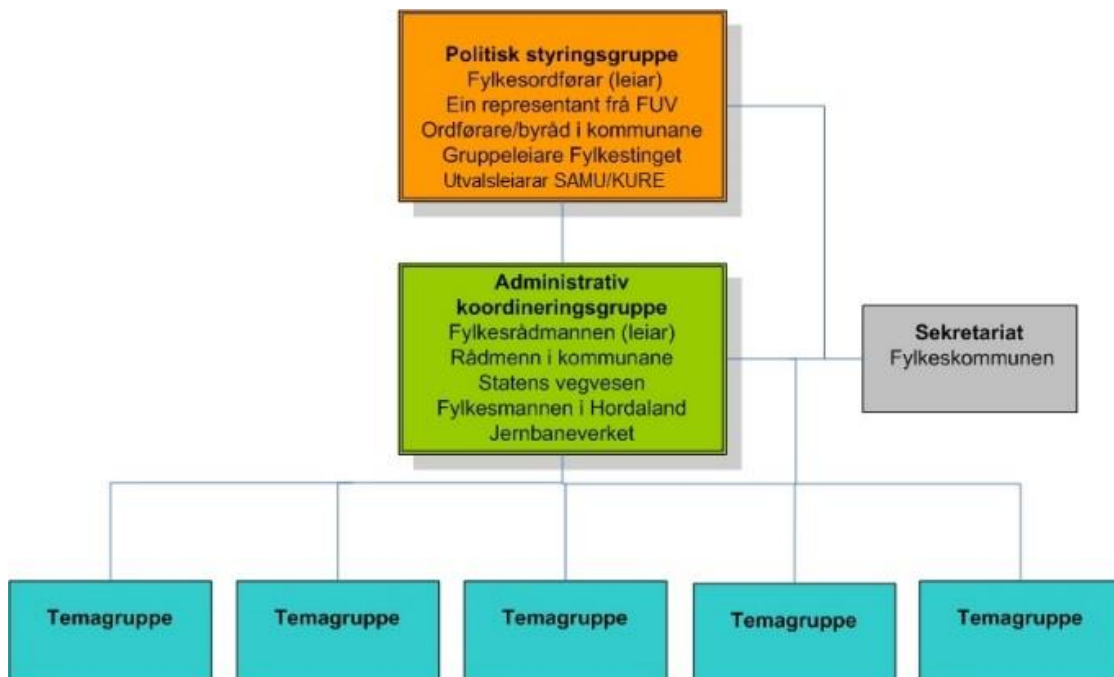 Politisk styringsgruppe
Fylkesordførar (leiar)
Ein representant frå FUV
Ordførare/byråd i kommunane
Gruppeleiare Fylkestinget
Utvalsleiarar SAMU/KURE
Administrativ
koordineringsgruppe
Fylkesrådmannen (leiar)
Rådmenn i kommunane
Statens vegvesen
Fylkesmannen i Hordaland
Jernbaneverket
Sekretariat
Fylkeskommunen
Temagruppe
Temagruppe
Temagruppe
Temagruppe
Temagruppe